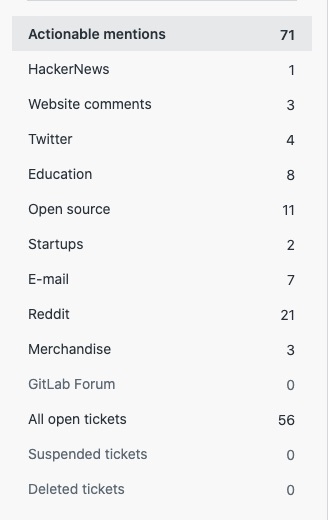 Actionable mentions 71
HackerNews 1
Website comments 3
Twitter 4
Education 8
Open source 11
Startups 2
E-mail 7
Reddit 21
Merchandise 3
GitLab Forum 0
All open tickets 56
Suspended tickets 0
Deleted tickets 0